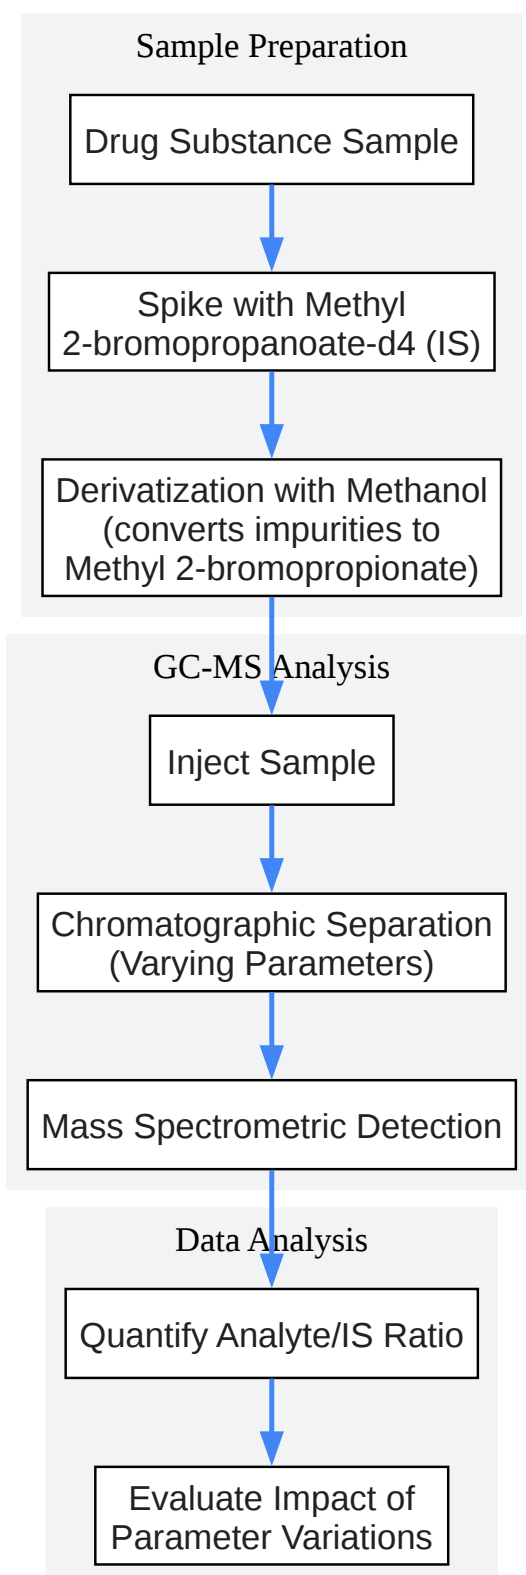 Sample Preparation
Drug Substance Sample
Spike with Methyl
2-bromopropanoate-d4 (IS)
Derivatization with Methanol
(converts impurities to
Methyl 2-bromopropionate)
GC-MS Analysis
Inject Sample
Chromatographic Separation
(Varying Parameters)
Mass Spectrometric Detection
Data Analysis
Quantify Analyte/IS Ratio
Evaluate Impact of
Parameter Variations